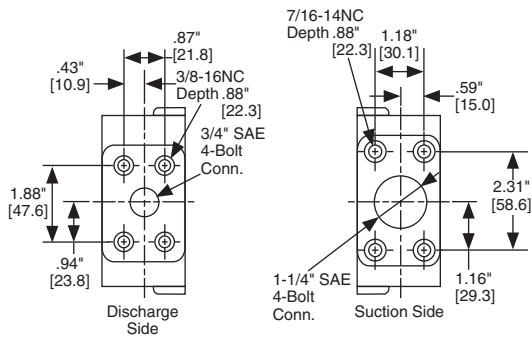 .87"
[21.8]
.43"
[10.9]
3/8-16NC
Depth .88"
[22.3]
3/4" SAE
4-Bolt
Conn.
1.88"
[47.6]
.94"
[23.8]
Discharge
Side
7/16-14NC
Depth .88"
[22.3]
1.18"
[30.1]
.59"
[15.0]
2.31"
[58.6]
1.16"
[29.3]
1-1/4" SAE
4-Bolt
Conn.
Suction Side